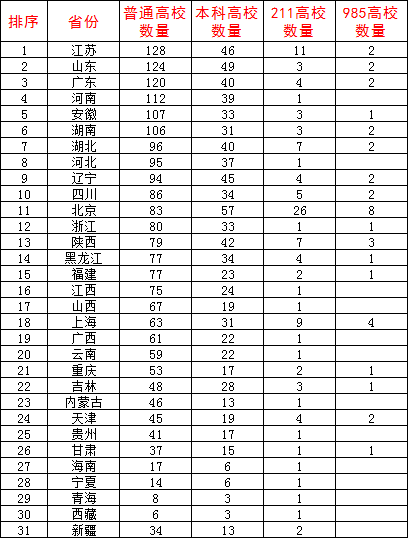 排序 省份 普通高校数量 本科高校数量 211高校数量 985高校数量
1 江苏 128 46 11 2
2 山东 124 49 3 2
3 广东 120 40 4 2
4 河南 112 39 1
5 安徽 107 33 3 1
6 湖南 106 31 3 2
7 湖北 96 40 7 2
8 河北 95 37 1
9 辽宁 94 45 4 2
10 四川 86 34 5 2
11 北京 83 57 26 8
12 浙江 80 33 1 1
13 陕西 79 42 7 3
14 黑龙江 77 34 4 1
15 福建 77 23 2 1
16 江西 75 24 1
17 山西 67 19 1
18 上海 63 31 9 4
19 广西 61 22 1
20 云南 59 22 1
21 重庆 53 17 2 1
22 吉林 48 28 3 1
23 内蒙古 46 13 1
24 天津 45 19 4 2
25 贵州 41 17 1
26 甘肃 37 15 1 1
27 海南 17 6 1
28 宁夏 14 6 1
29 青海 8 3 1
30 西藏 6 3 1
31 新疆 34 13 2